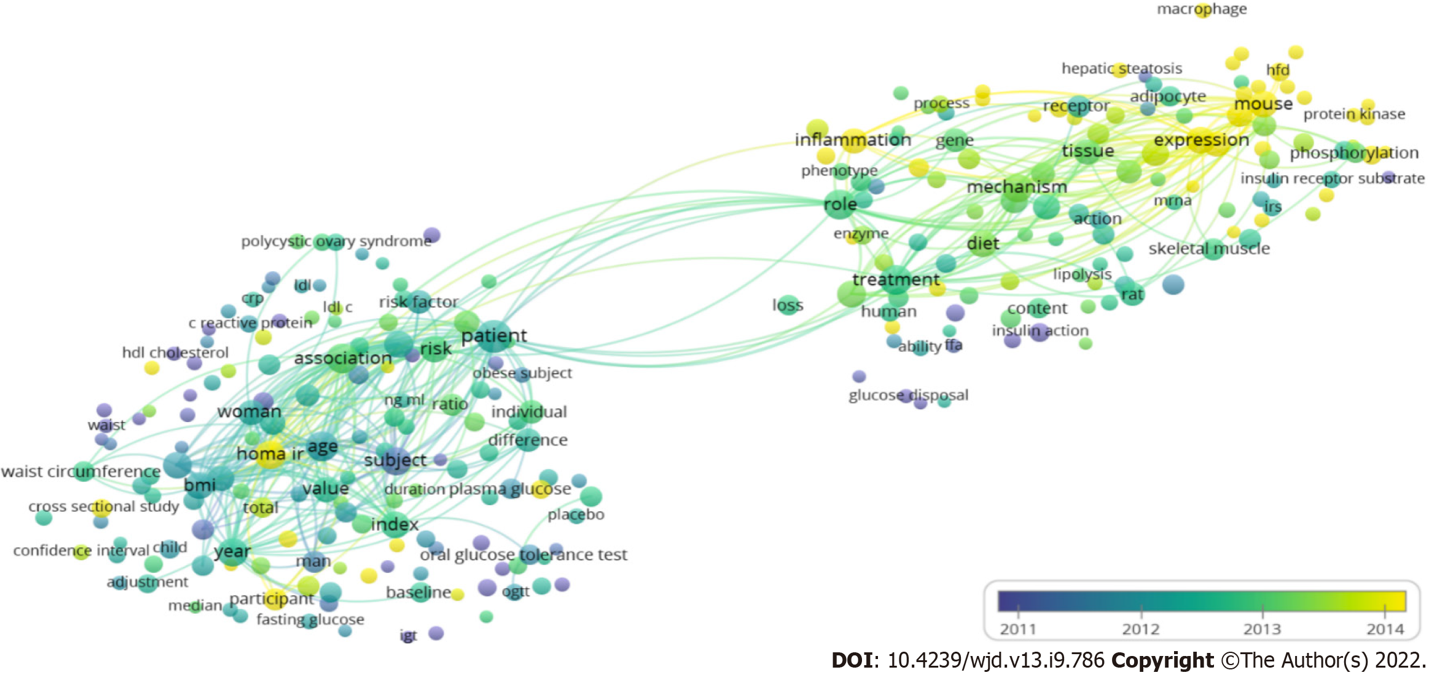 macrophage
hepatic steatosis
hfd
process
receptor
adipocyte
mouse
protein kinase
inflammation
gene
tissue
expression
phosphorylation
phenotype
mechanism
insulin receptor substrate
role
mrna
irs
action
enzyme
diet
skeletal muscle
treatment
lipolysis
rat
loss
human
content
insulin action
ability
ffa
glucose disposal
polycystic ovary syndrome
ldl
crp
ldl c
risk factor
c reactive protein
patient
hdl cholesterol
association
risk
obese subject
ng ml
ratio
woman
individual
waist
difference
homa ir
age
subject
waist circumference
bmi
value
duration
plasma glucose
cross sectional study
total
placebo
index
confidence interval
child
year
man
oral glucose tolerance test
adjustment
baseline
ogtt
median
participant
fasting glucose
igt
2011
2012
2013
2014
DOI: 10.4239/wjd.v13.i9.786 Copyright ©The Author(s) 2022.